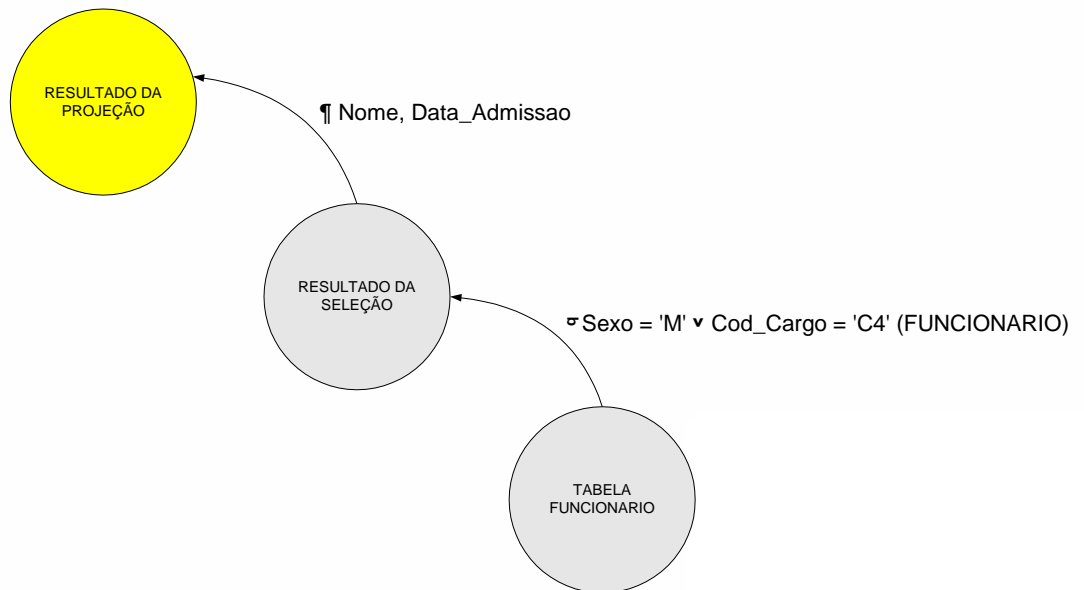 RESULTADO DA
PROJEÇÃO
¶ Nome, Data_Admissao
RESULTADO DA
SELEÇÃO
σ Sexo = 'M' v Cod_Cargo = 'C4' (FUNCIONARIO)
TABELA
FUNCIONARIO